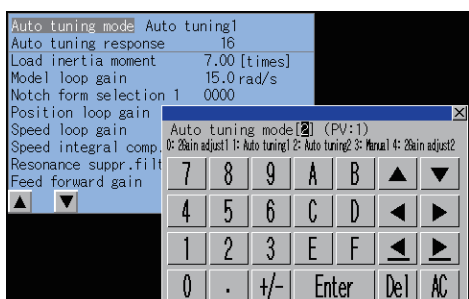 Auto tuning mode Auto tuning1
Auto tuning response 16
Load inertia moment 7.00 [times]
Model loop gain 15.0 rad/s
Notch form selection 1 0000
Position loop gain
Speed loop gain
Speed integral comp.
Resonance suppr.filt
Feed forward gain
▲ ▼
X
Auto tuning mode[2] (PV:1)
0: 2Gain adjust1 1: Auto tuning1 2: Auto tuning2 3: Manual 4: 2Gain adjust2
7 8 9 A B ▲ ▼
4 5 6 C D ◀ ▶
1 2 3 E F ◀ ▶
0 . +/- Enter Del AC